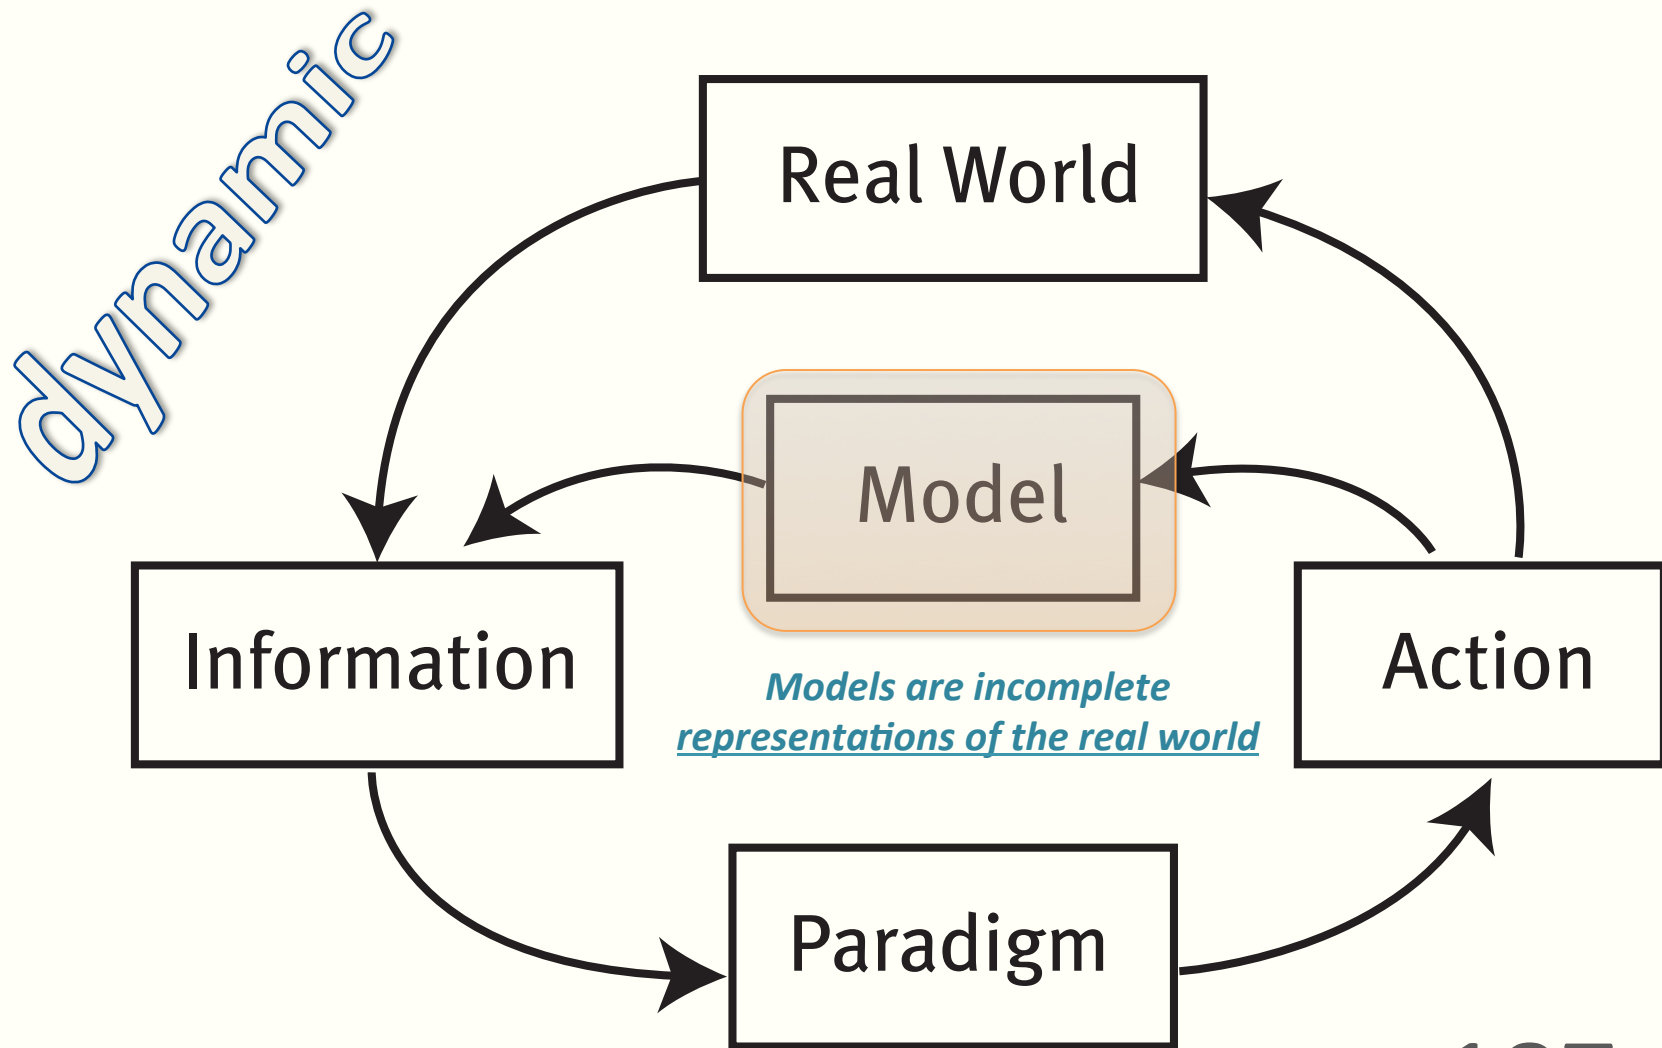 dynamic
Real World
Model
Information
Action
Models are incomplete
representations of the real world
Paradigm